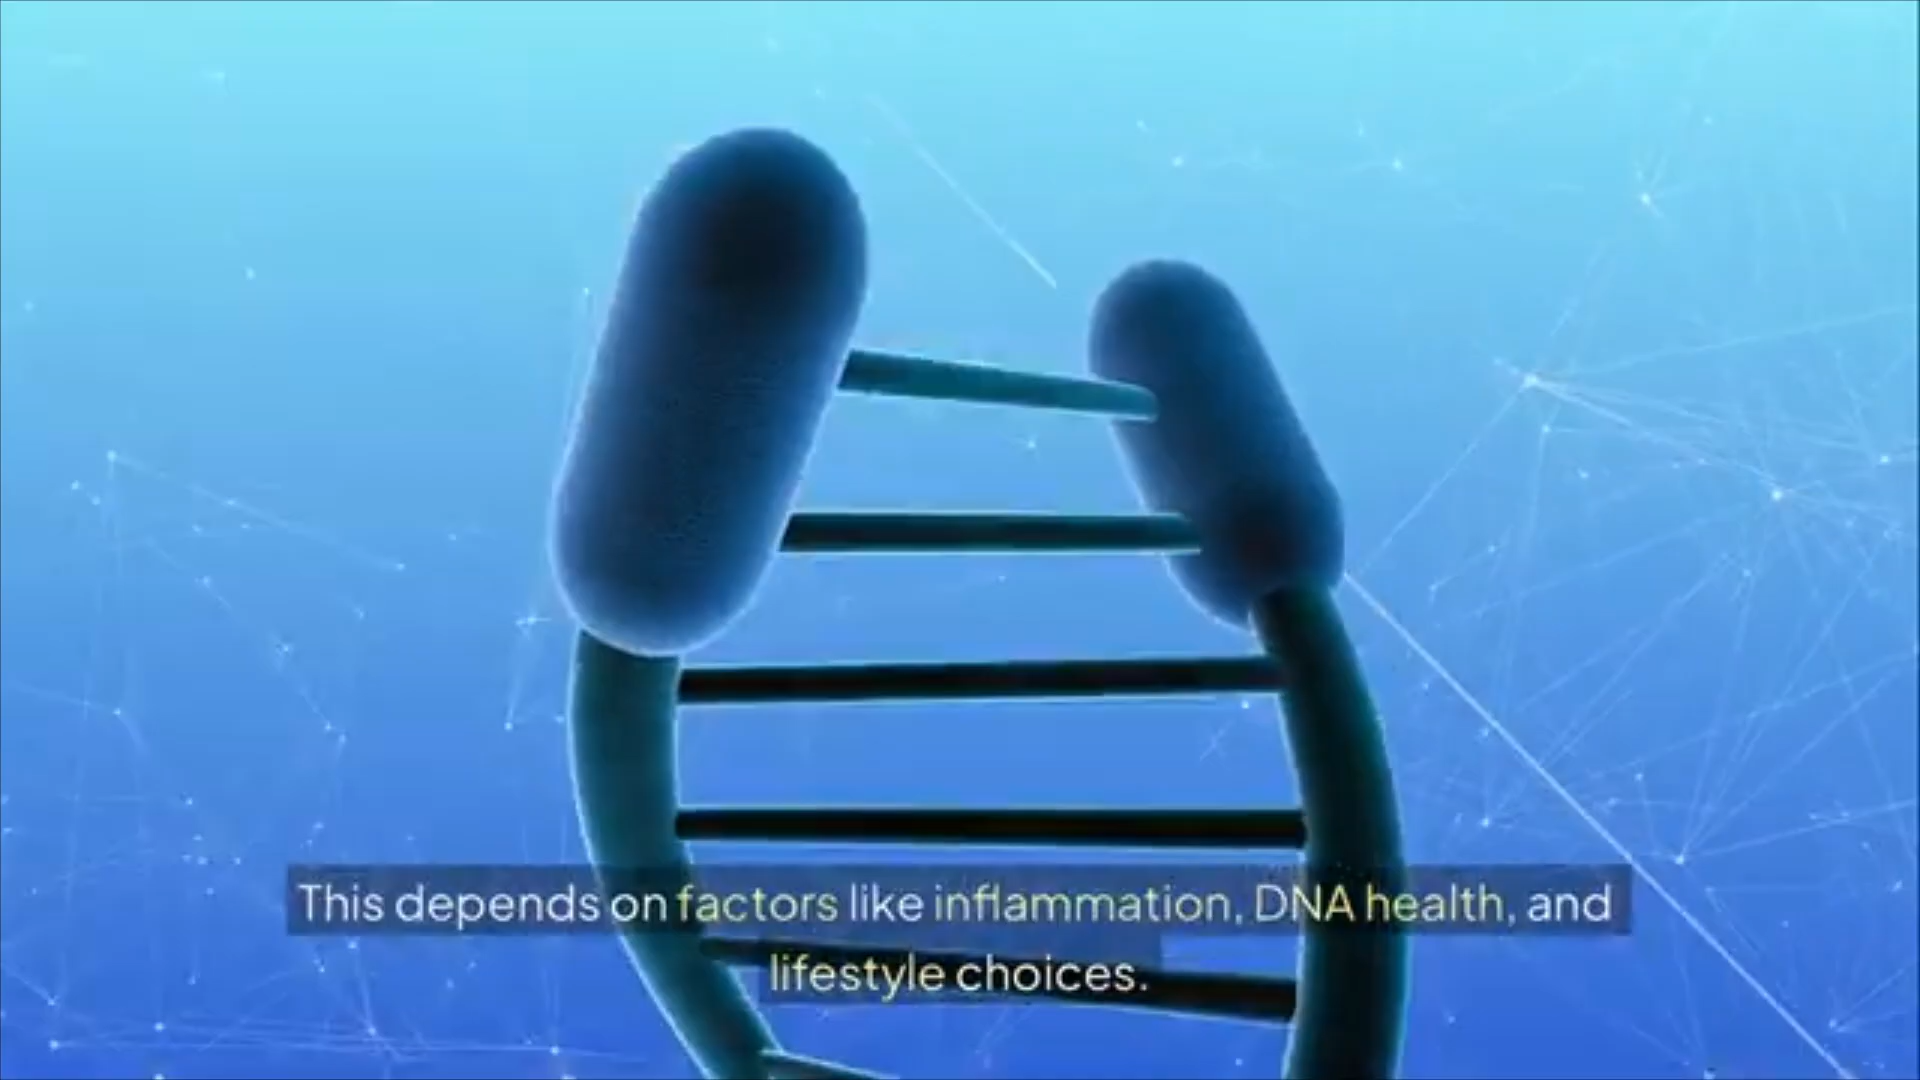 This depends on factors like inflammation, DNA health, and
lifestyle choices.